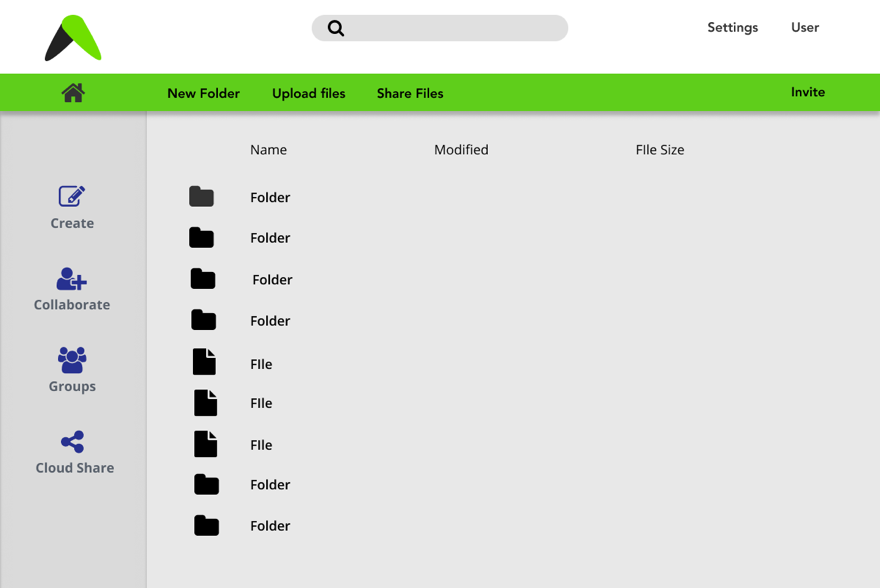 Settings User
New Folder Upload files Share Files Invite
Name Modified FIle Size
Create
Collaborate
Groups
Cloud Share
Folder
Folder
Folder
Folder
FIle
FIle
FIle
Folder
Folder